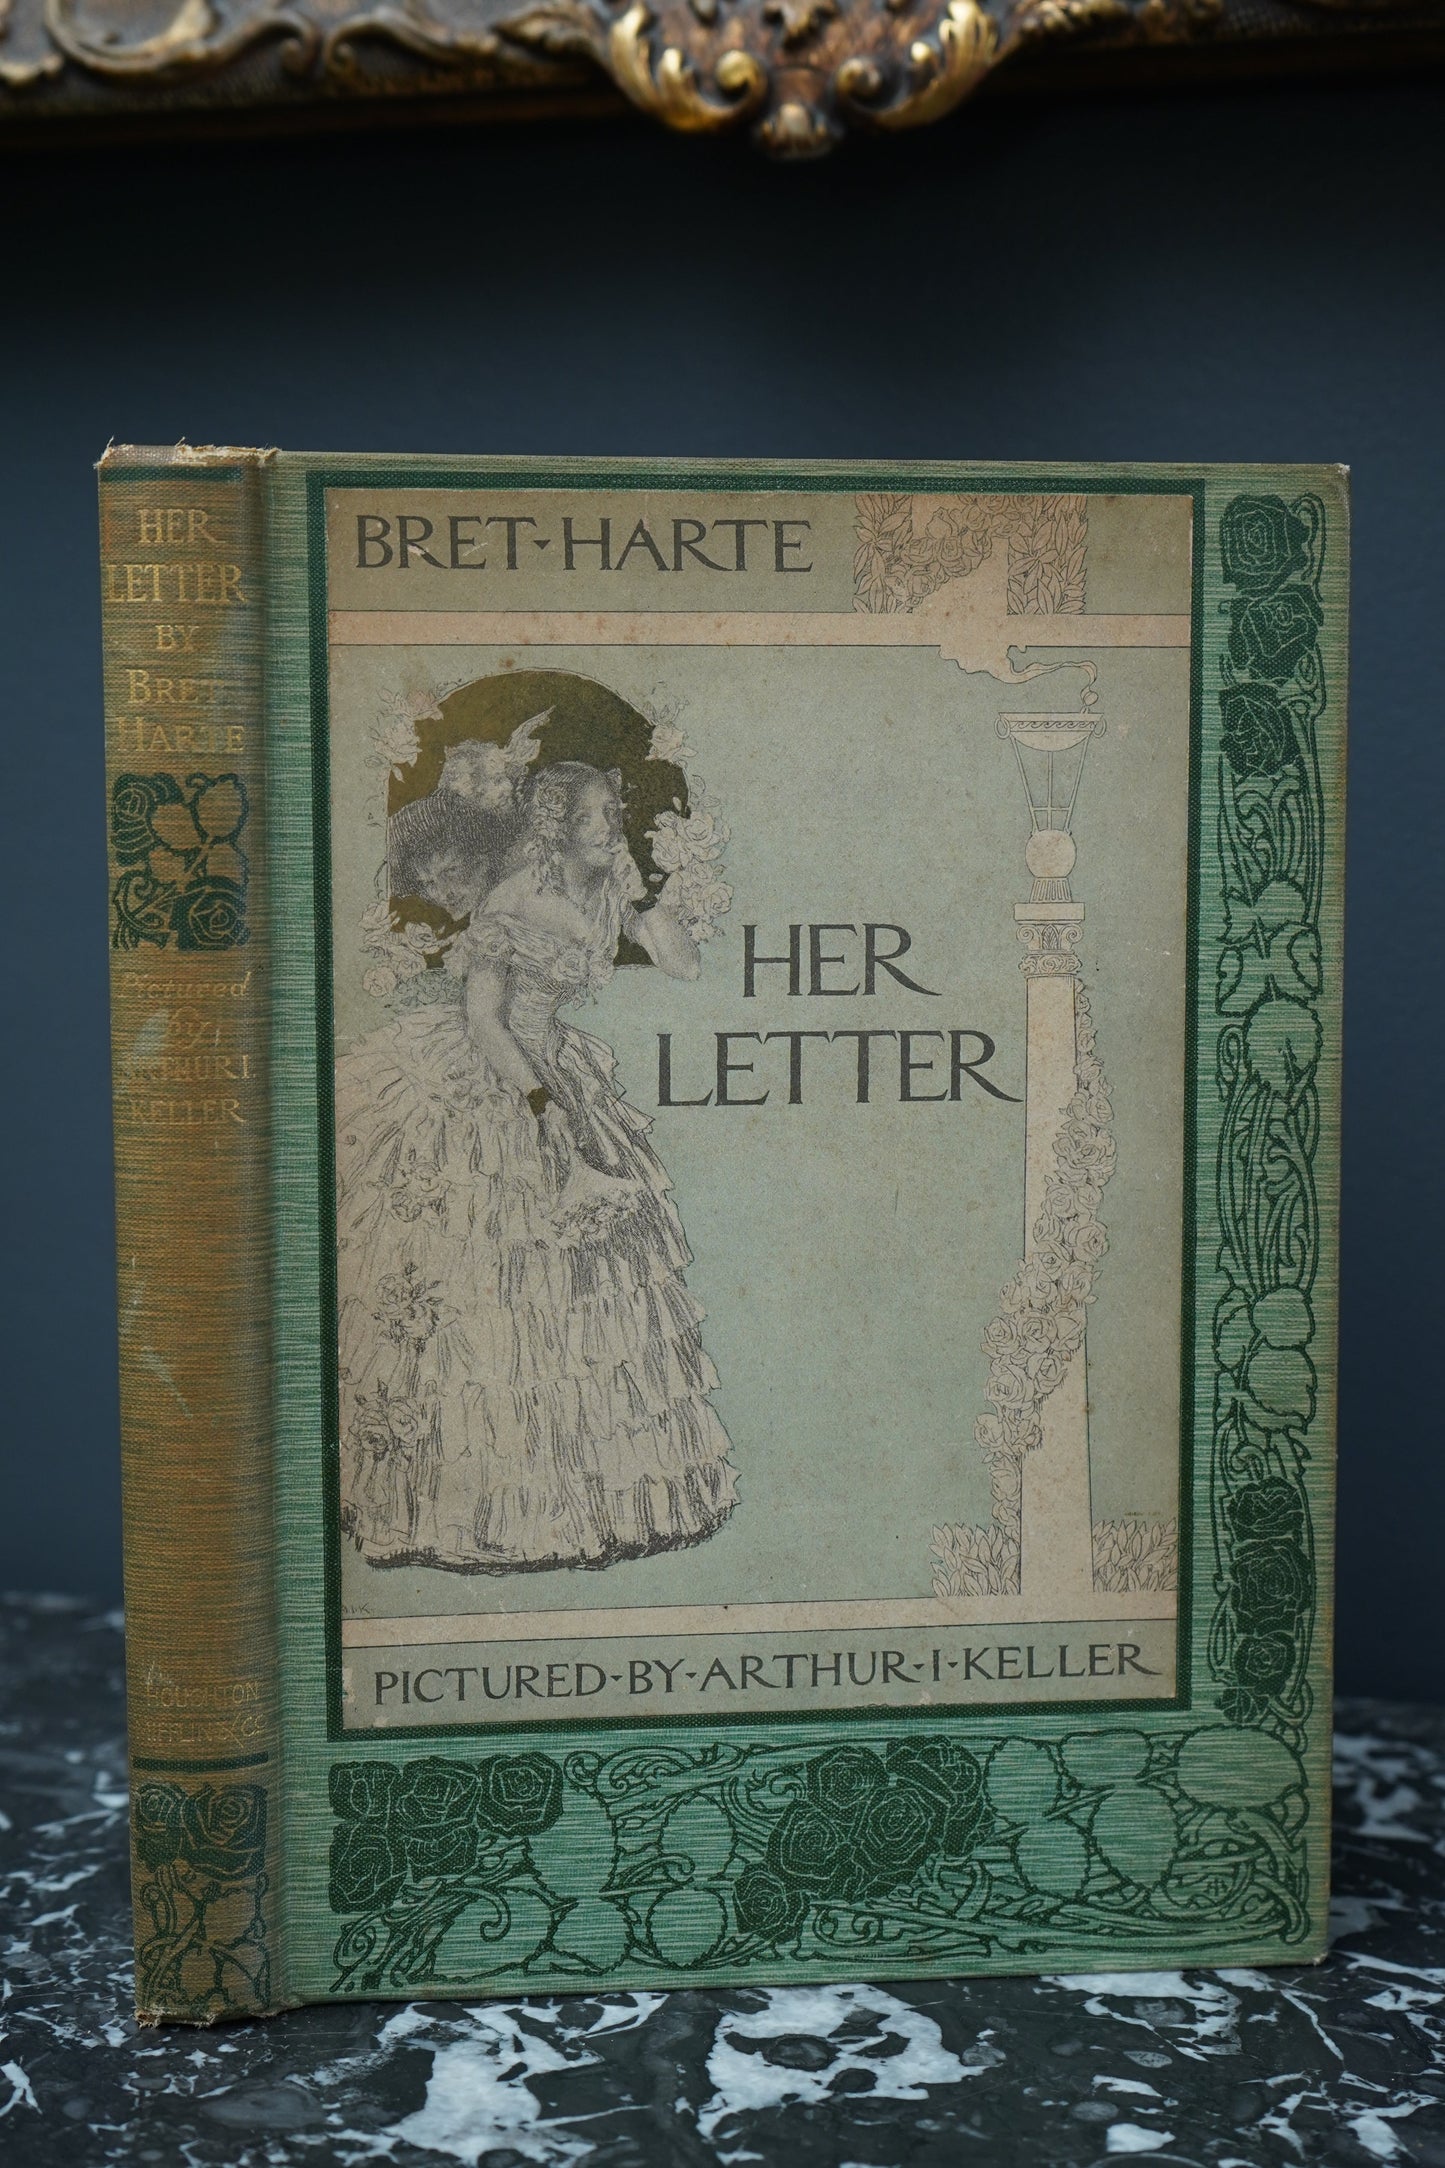 HER
LETTER
BY
BRET
HARTE
Pictured
by
ARTHUR I
KELLER
HOUGHTON
MIFFLIN & Co
BRET·HARTE
HER
LETTER
PICTURED·BY·ARTHUR·I·KELLER